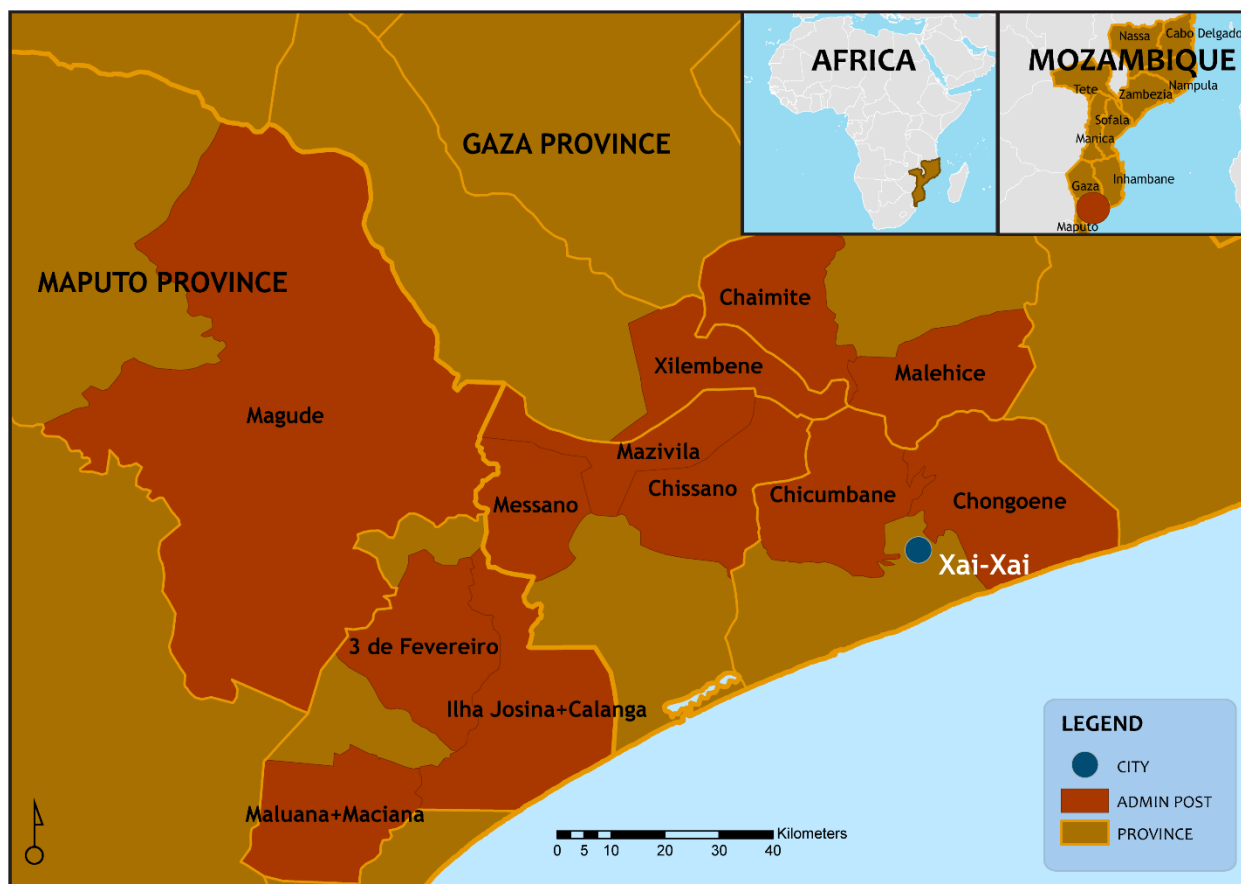 AFRICA
MOZAMBIQUE
Nassa
Cabo Delgado
Tete
Nampula
Zambezia
Sofala
Manica
Inhambane
Gaza
Maputo
GAZA PROVINCE
MAPUTO PROVINCE
Chaimite
Xilembene
Malehice
Magude
Mazivila
Messano
Chissano
Chicumbane
Chongoene
Xai-Xai
3 de Fevereiro
Ilha Josina+Calanga
Maluana+Maciana
Kilometers
0 5 10 20 30 40
LEGEND
CITY
ADMIN POST
PROVINCE